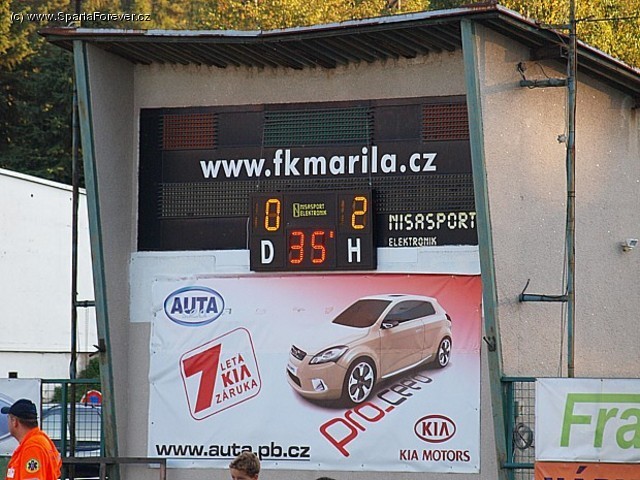 (c) www.SpartaForever.cz
www.fkmarila.cz
0 NISASPORT ELEKTRONIK 2
D 35' H
NISASPORT
ELEKTRONIK
AUTA
7 LETÁ KIA ZÁRUKA
pro_cee'd
KIA
KIA MOTORS
www.auta.pb.cz
Fra